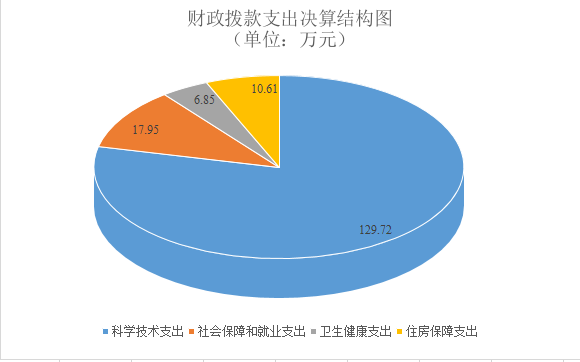 财政拨款支出决算结构图
（单位：万元）
10.61
6.85
17.95
129.72
科学技术支出 社会保障和就业支出 卫生健康支出 住房保障支出